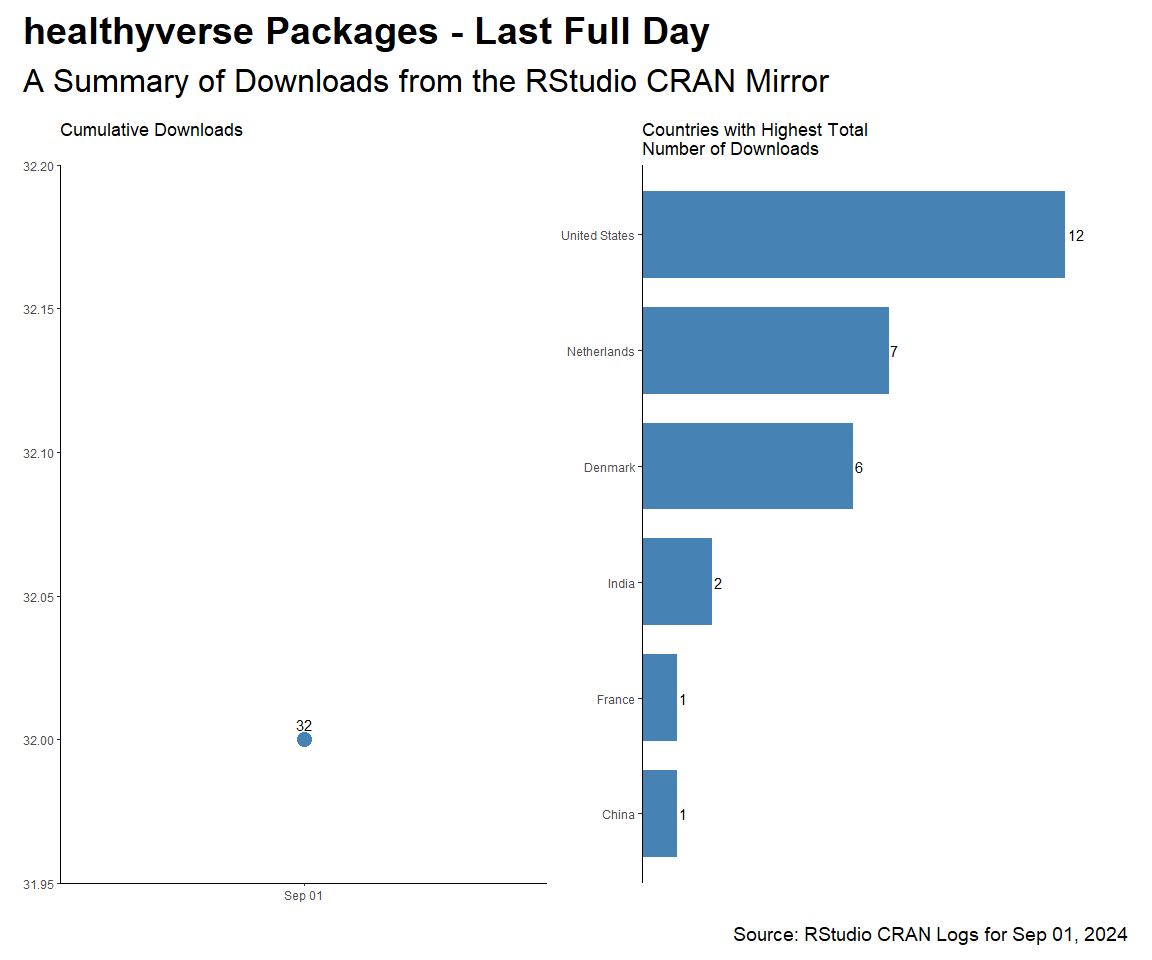 healthyverse Packages - Last Full Day
A Summary of Downloads from the RStudio CRAN Mirror
Cumulative Downloads
32.20
32.15
32.10
32.05
32.00
31.95
32
Sep 01
Countries with Highest Total
Number of Downloads
United States 12
Netherlands 7
Denmark 6
India 2
France 1
China 1
Source: RStudio CRAN Logs for Sep 01, 2024